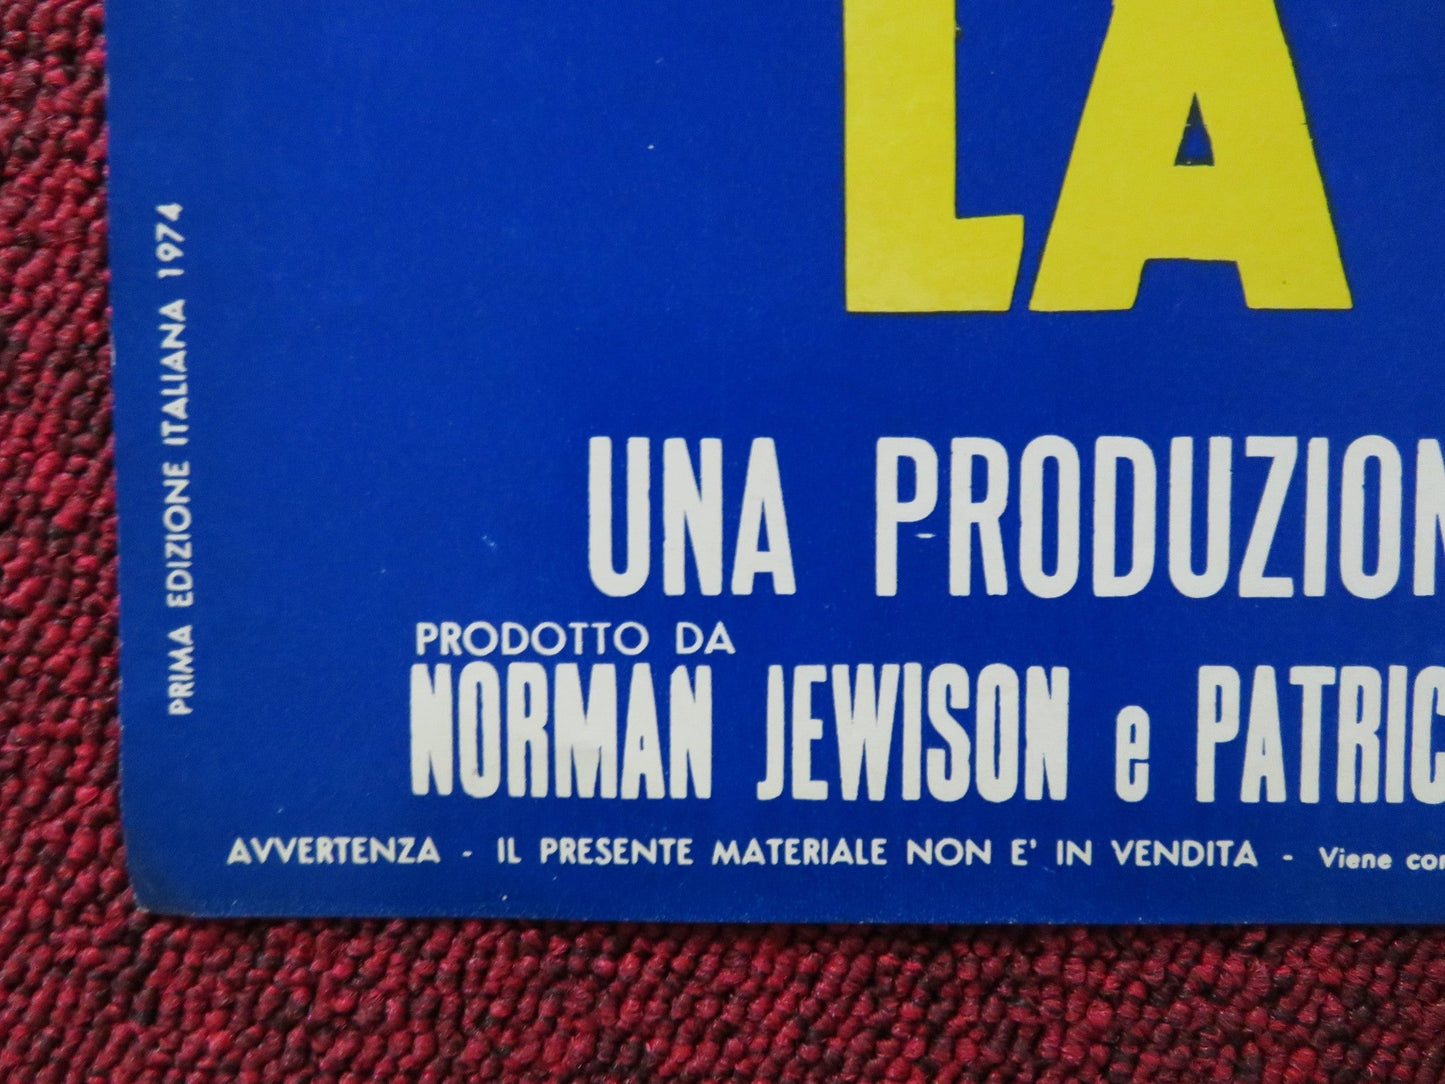 LA
UNA PRODUZION
PRODOTTO DA
NORMAN JEWISON e PATRIC
AVVERTENZA - IL PRESENTE MATERIALE NON E' IN VENDITA - Viene con
PRIMA EDIZIONE ITALIANA 1974